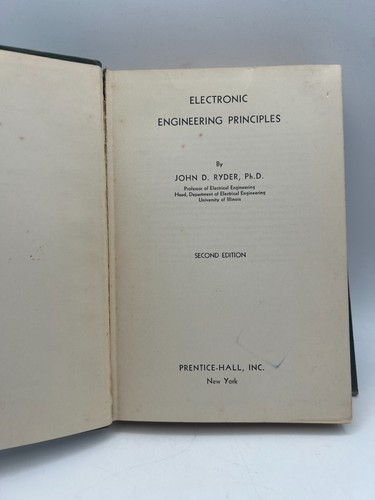 ELECTRONIC
ENGINEERING PRINCIPLES
By
JOHN D. RYDER, Ph.D.
Professor of Electrical Engineering
Head, Department of Electrical Engineering
University of Illinois
SECOND EDITION
PRENTICE-HALL, INC.
New York